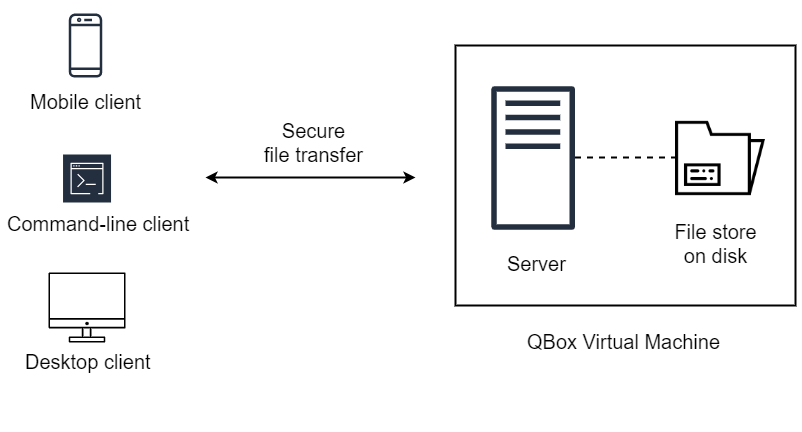 Mobile client
Command-line client
Desktop client
Secure
file transfer
Server
File store
on disk
QBox Virtual Machine